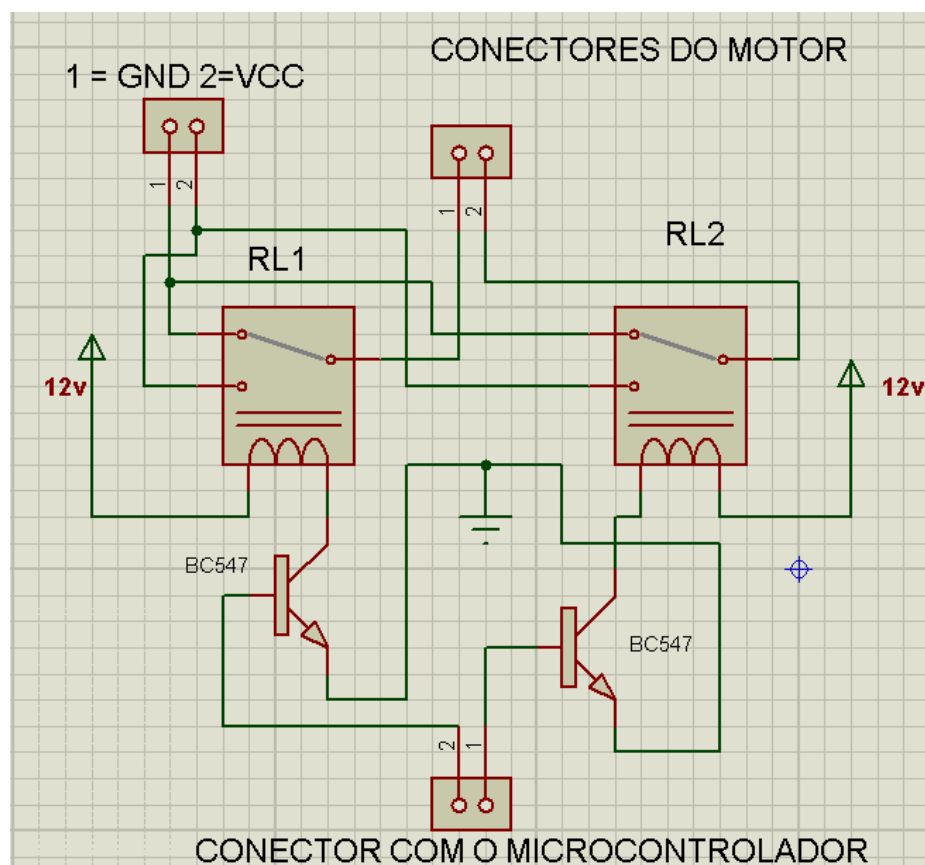 CONECTORES DO MOTOR
1 = GND 2=VCC
1
2
1
2
RL1
RL2
12v
12v
BC547
BC547
2
1
CONECTOR COM O MICROCONTROLADOR